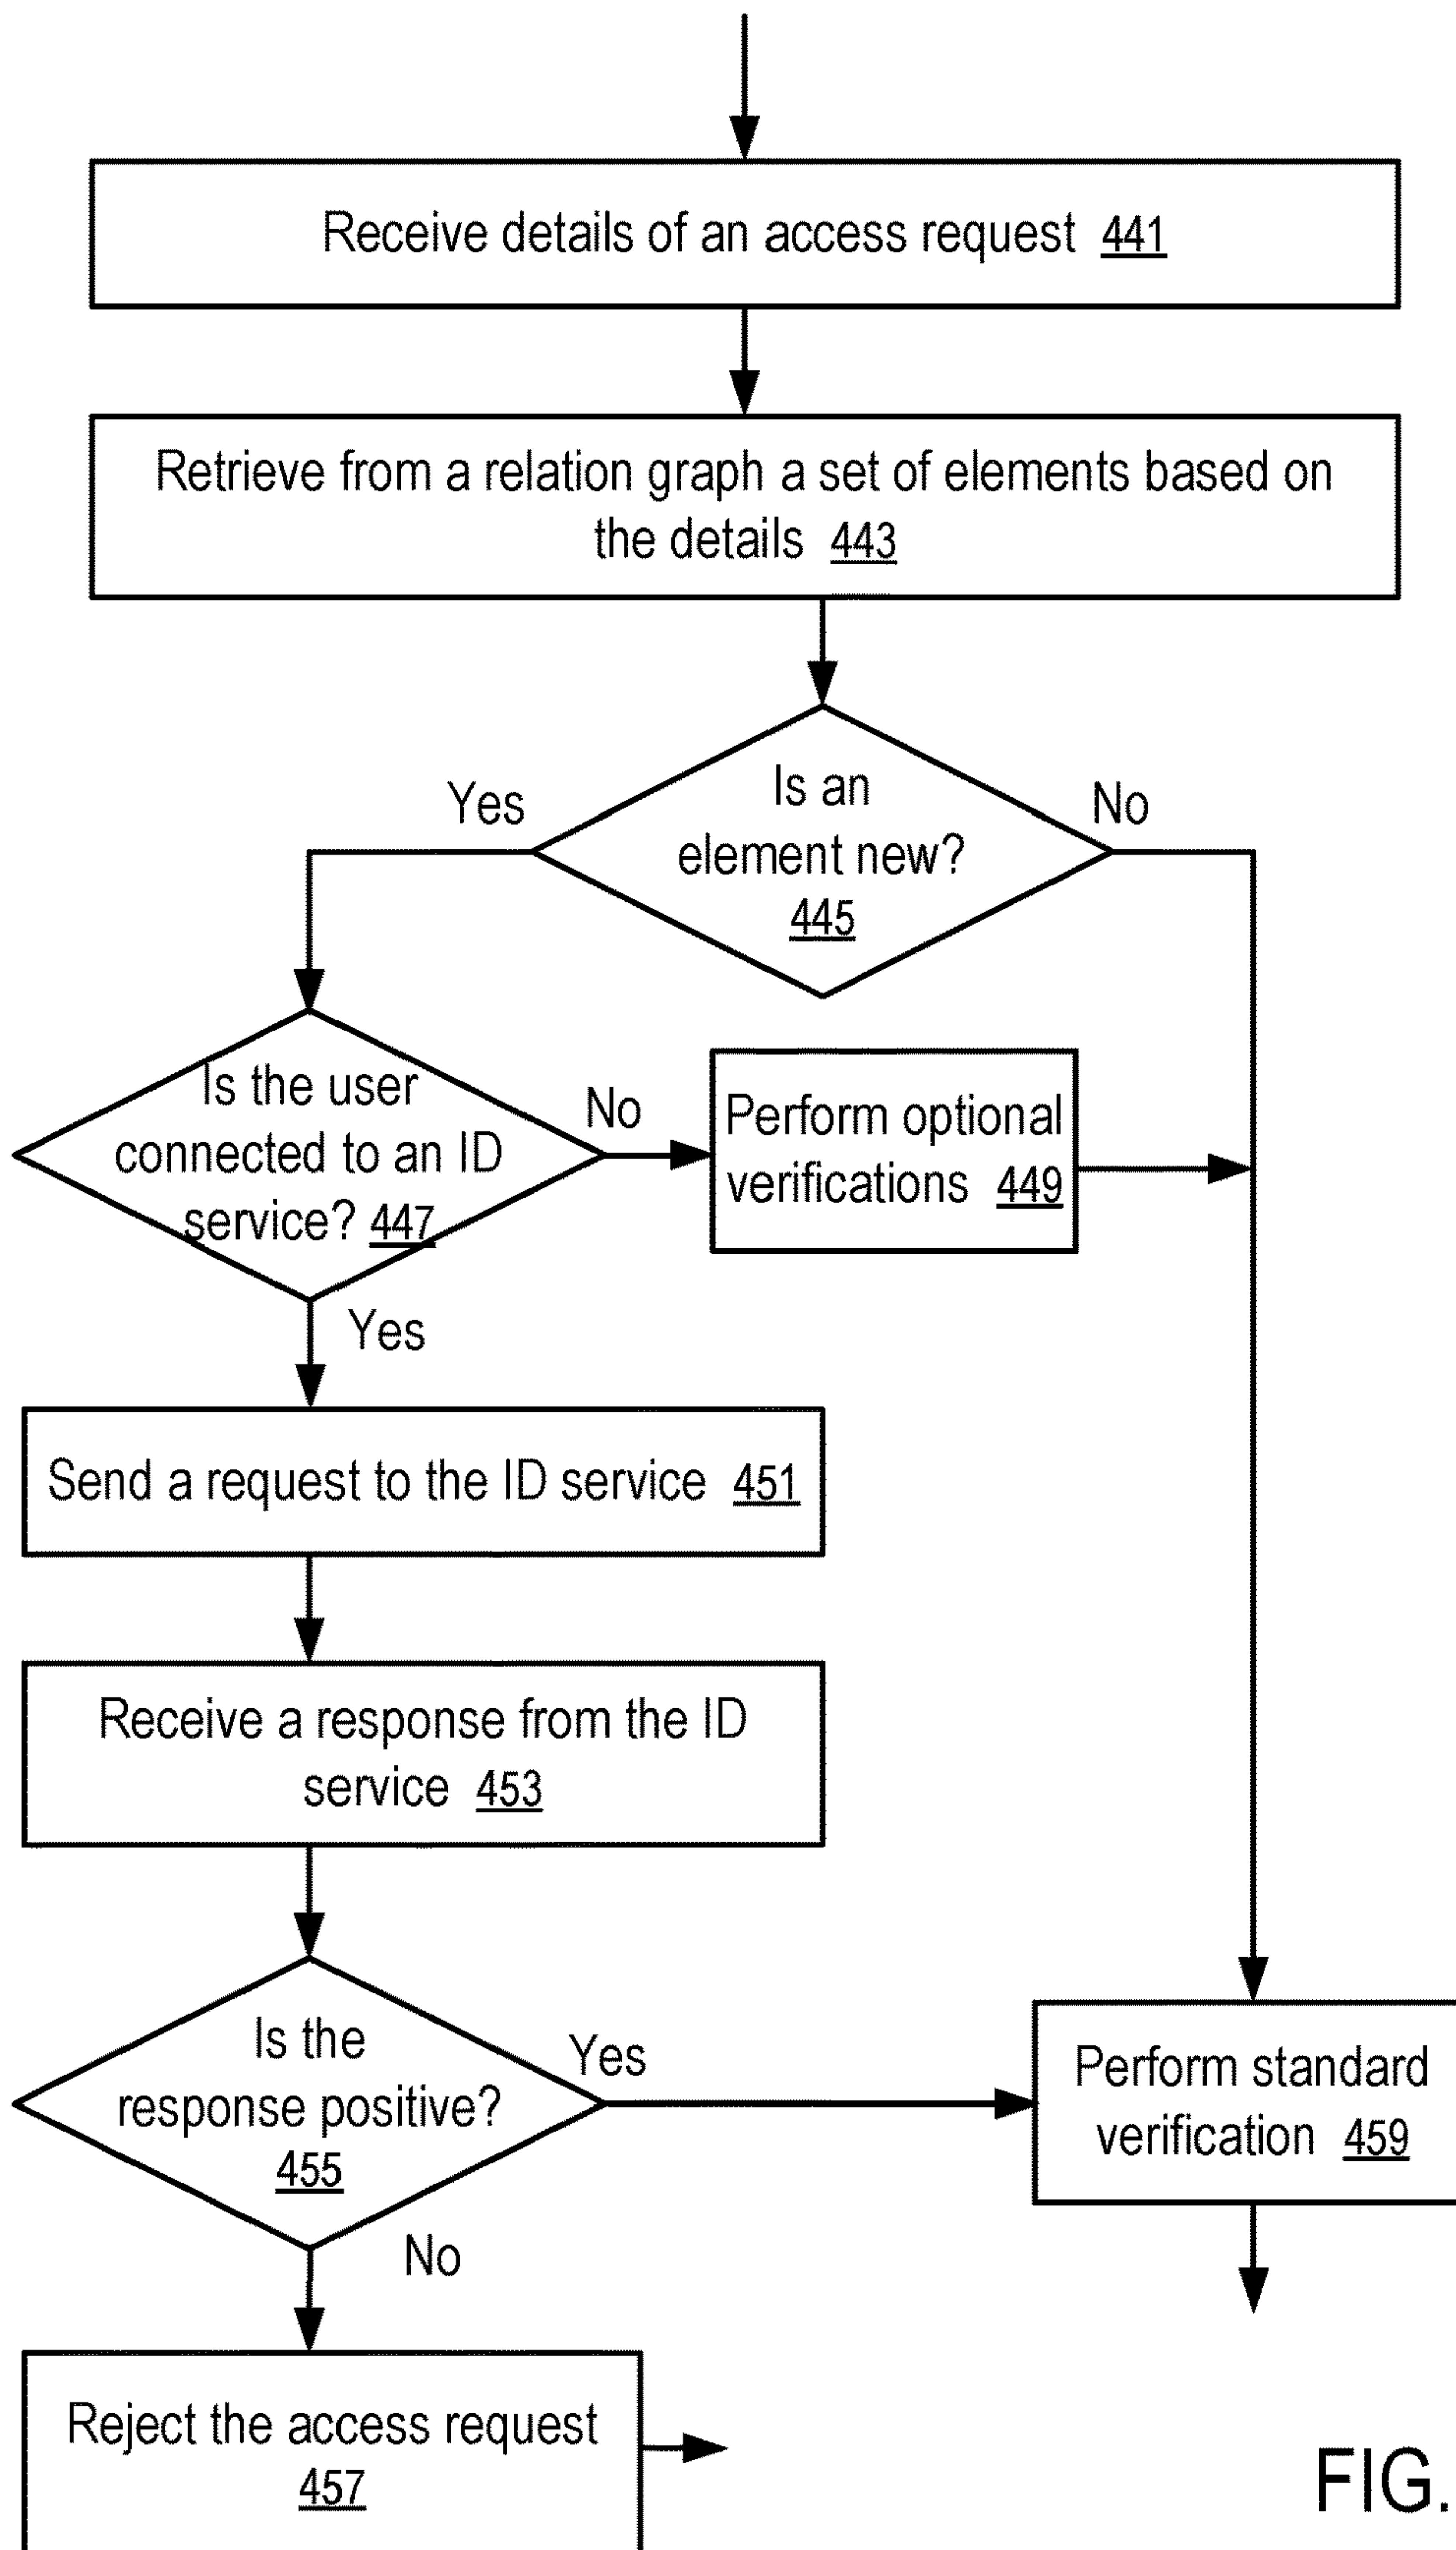 Receive details of an access request 441
Retrieve from a relation graph a set of elements based on
the details 443
Is an
element new?
445
Yes
No
Is the user
connected to an ID
service? 447
No
Perform optional
verifications 449
Yes
Send a request to the ID service 451
Receive a response from the ID
service 453
Is the
response positive?
455
Yes
Perform standard
verification 459
No
Reject the access request
457
FIG.